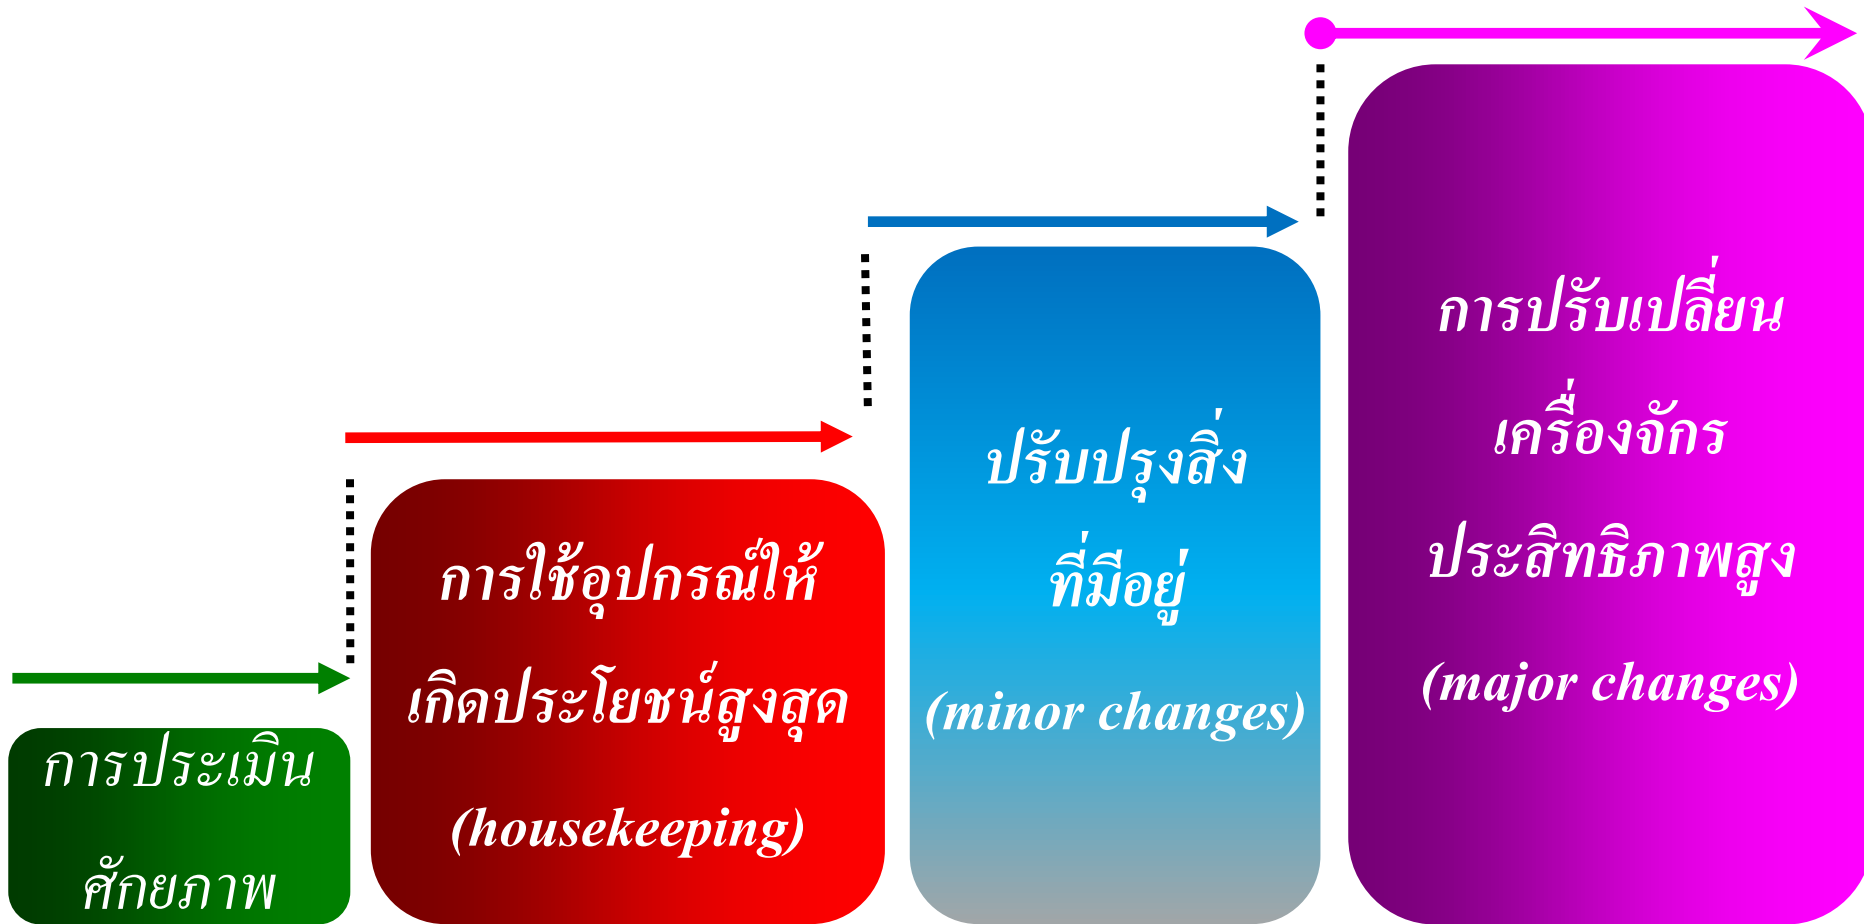 การประเมิน
ศักยภาพ
การใช้อุปกรณ์ให้
เกิดประโยชน์สูงสุด
(housekeeping)
ปรับปรุงสิ่ง
ที่มีอยู่
(minor changes)
การปรับเปลี่ยน
เครื่องจักร
ประสิทธิภาพสูง
(major changes)